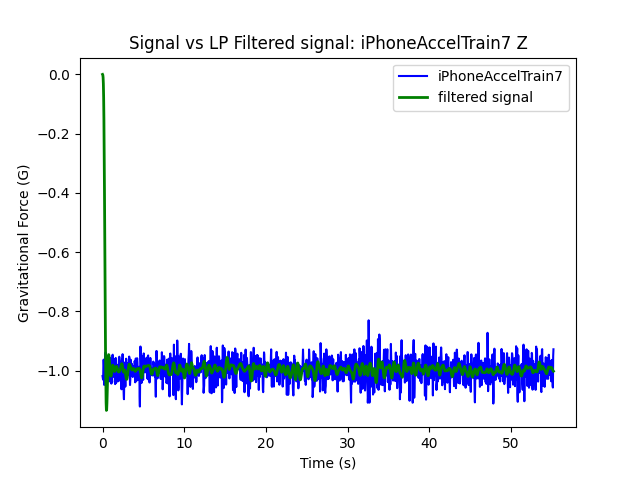 Signal vs LP Filtered signal: iPhoneAccelTrain7 Z
iPhoneAccelTrain7
filtered signal
Gravitational Force (G)
0.0
−0.2
−0.4
−0.6
−0.8
−1.0
0 10 20 30 40 50
Time (s)